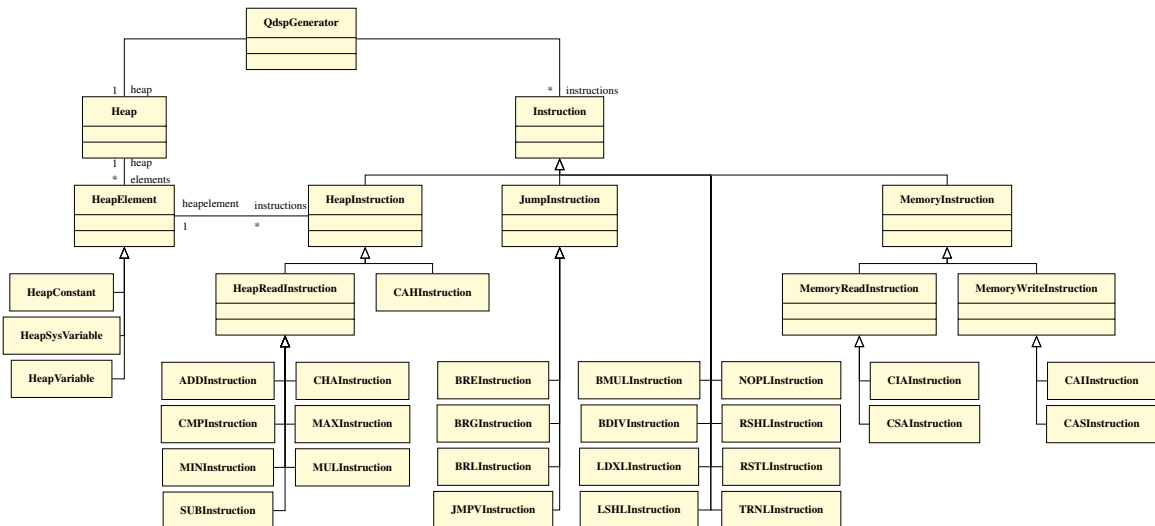 QdspGenerator
1 heap
* instructions
Heap
Instruction
1 heap
* elements
HeapElement
heapelement
instructions
1
*
HeapInstruction
JumpInstruction
MemoryInstruction
HeapConstant
HeapReadInstruction
CAHInstruction
MemoryReadInstruction
MemoryWriteInstruction
HeapSysVariable
HeapVariable
ADDInstruction
CHAInstruction
BREInstruction
BMULInstruction
NOPLInstruction
CIAInstruction
CAIInstruction
CMPInstruction
MAXInstruction
BRGInstruction
BDIVInstruction
RSHLInstruction
CSAInstruction
CASInstruction
MINInstruction
MULInstruction
BRLInstruction
LDXLInstruction
RSTLInstruction
SUBInstruction
JMPVInstruction
LSHLInstruction
TRNLInstruction